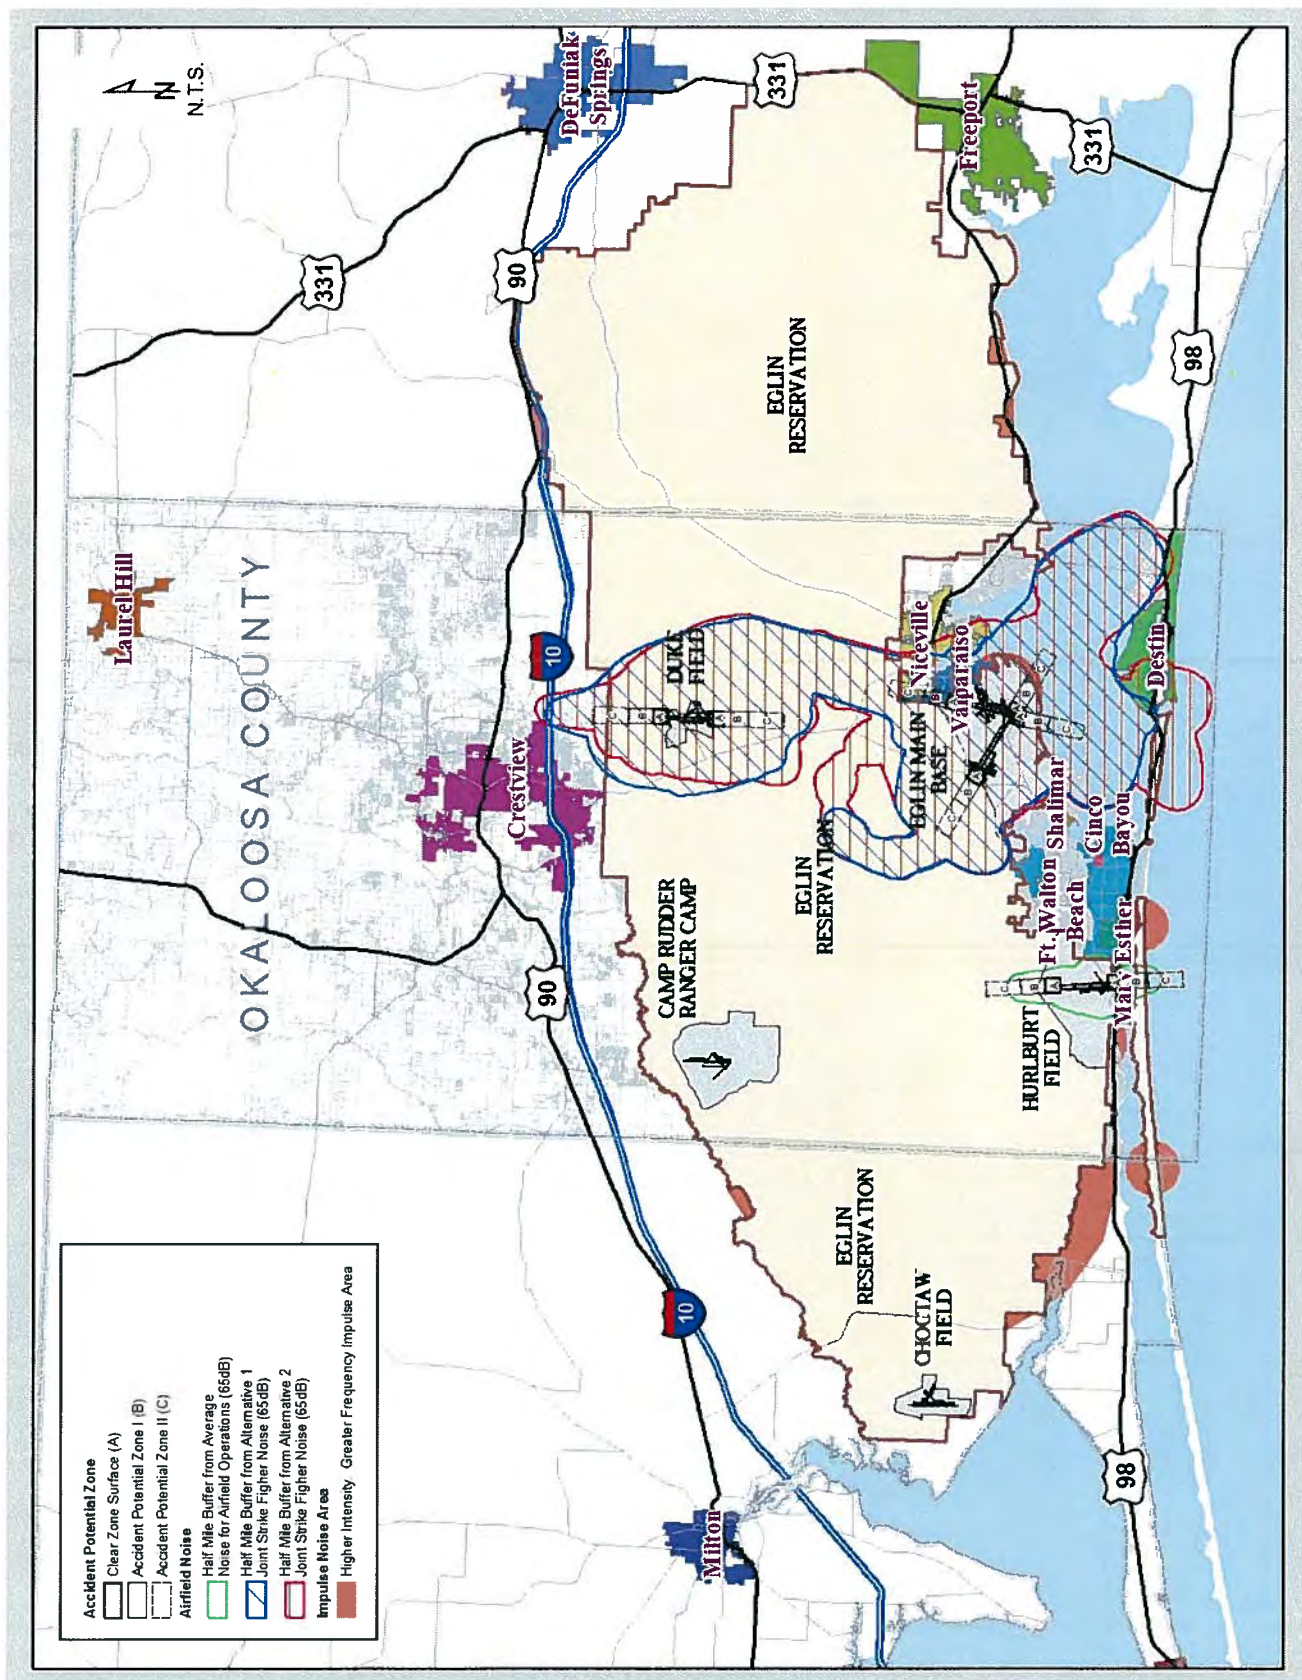 N
N.T.S.
Accident Potential Zone
Clear Zone Surface (A)
Accident Potential Zone I (B)
Accident Potential Zone II (C)
Airfield Noise
Half Mile Buffer from Average
Noise for Airfield Operations (65dB)
Half Mile Buffer from Alternative 1
Joint Strike Figher Noise (65dB)
Half Mile Buffer from Alternative 2
Joint Strike Figher Noise (65dB)
Impulse Noise Area
Higher Intensity Greater Frequency Impulse Area
OKALOOSA COUNTY
Laurel Hill
331
DeFuniak
Springs
90
331
Crestview
10
90
10
Milton
CAMP RUDDER
RANGER CAMP
DUKE
FIELD
C
B
A
A
B
C
EGLIN
RESERVATION
EGLIN
RESERVATION
EGLIN
RESERVATION
CHOCTAW
FIELD
EGLIN MAIN
BASE
Niceville
Valparaiso
C
B
A
B
C
A
B
C
Freeport
331
Ft. Walton
Beach
Shalimar
Cinco
Bayou
Mary Esther
HURLBURT
FIELD
C
B
A
B
C
Destin
98
98